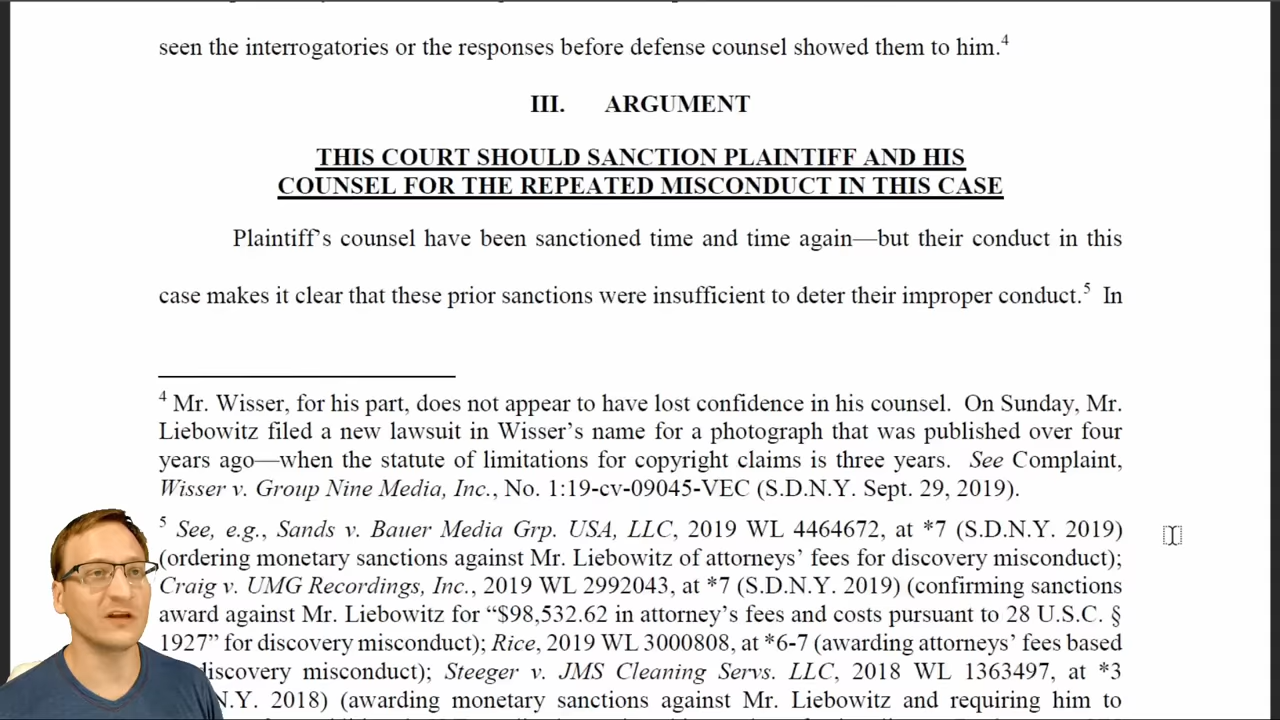 seen the interrogatories or the responses before defense counsel showed them to him.4
III. ARGUMENT
THIS COURT SHOULD SANCTION PLAINTIFF AND HIS
COUNSEL FOR THE REPEATED MISCONDUCT IN THIS CASE
Plaintiff's counsel have been sanctioned time and time again—but their conduct in this
case makes it clear that these prior sanctions were insufficient to deter their improper conduct.5 In
4 Mr. Wisser, for his part, does not appear to have lost confidence in his counsel. On Sunday, Mr.
Liebowitz filed a new lawsuit in Wisser's name for a photograph that was published over four
years ago—when the statute of limitations for copyright claims is three years. See Complaint,
Wisser v. Group Nine Media, Inc., No. 1:19-cv-09045-VEC (S.D.N.Y. Sept. 29, 2019).
5 See, e.g., Sands v. Bauer Media Grp. USA, LLC, 2019 WL 4464672, at *7 (S.D.N.Y. 2019)
(ordering monetary sanctions against Mr. Liebowitz of attorneys' fees for discovery misconduct);
Craig v. UMG Recordings, Inc., 2019 WL 2992043, at *7 (S.D.N.Y. 2019) (confirming sanctions
award against Mr. Liebowitz for “$98,532.62 in attorney's fees and costs pursuant to 28 U.S.C. §
1927” for discovery misconduct); Rice, 2019 WL 3000808, at *6-7 (awarding attorneys' fees based
discovery misconduct); Steeger v. JMS Cleaning Servs. LLC, 2018 WL 1363497, at *3
N.Y. 2018) (awarding monetary sanctions against Mr. Liebowitz and requiring him to